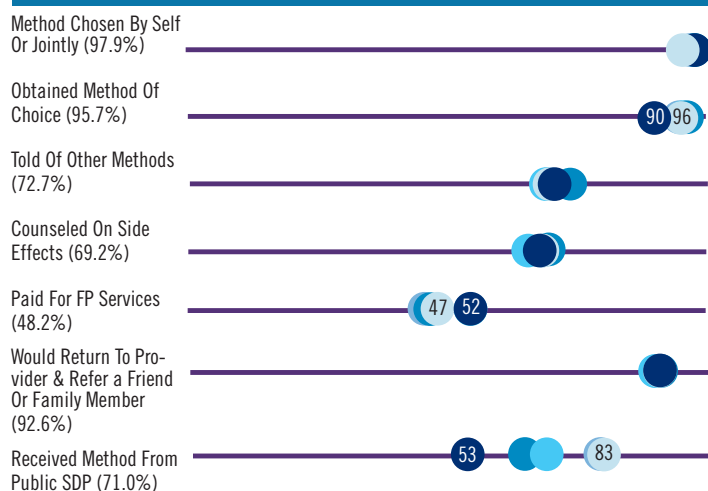 Method Chosen By Self
Or Jointly (97.9%)
Obtained Method Of
Choice (95.7%)
90 96
Told Of Other Methods
(72.7%)
Counseled On Side
Effects (69.2%)
Paid For FP Services
(48.2%)
47 52
Would Return To Pro-
vider & Refer a Friend
Or Family Member
(92.6%)
Received Method From
Public SDP (71.0%)
53 83